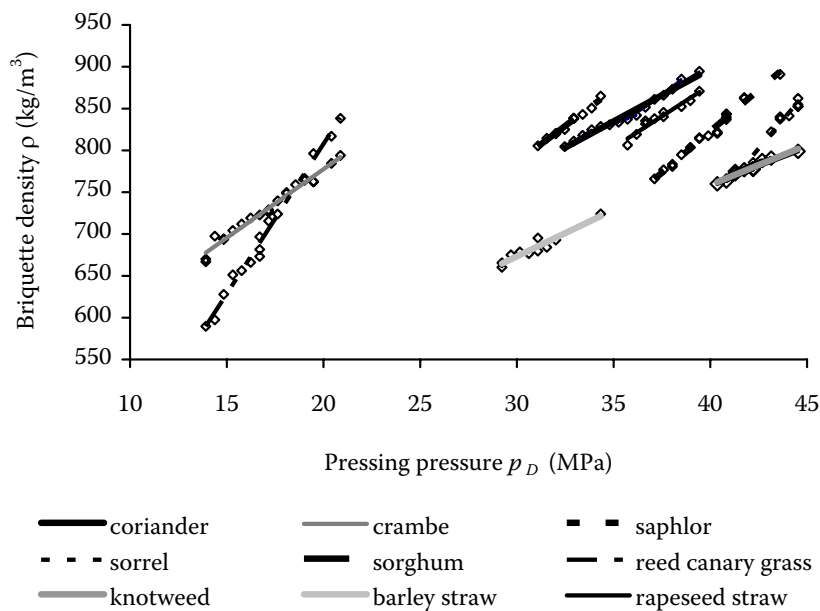 Briquette density ρ (kg/m³)
950
900
850
800
750
700
650
600
550
10 15 20 25 30 35 40 45
Pressing pressure p D (MPa)
coriander crambe saphlor
sorrel sorghum reed canary grass
knotweed barley straw rapeseed straw